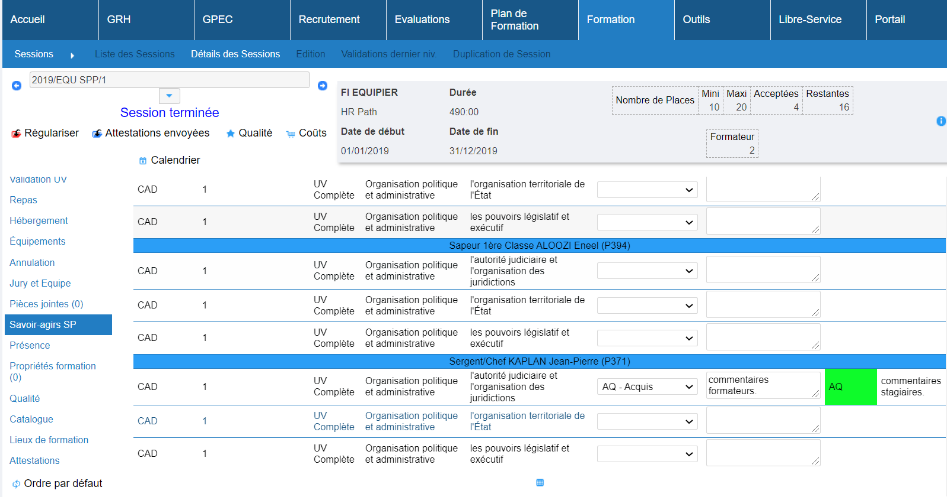 Accueil GRH GPEC Recrutement Evaluations Plan de Formation Formation Outils Libre-Service Portail
Sessions Liste des Sessions Détails des Sessions Edition Validations dernier niv. Duplication de Session
2019/EQU SPP/1
Session terminée
Régulariser Attestations envoyées Qualité Coûts
Calendrier
FI EQUIPIER Durée
HR Path 490:00
Date de début Date de fin
01/01/2019 31/12/2019
Nombre de Places Mini Maxi Acceptées Restantes
10 20 4 16
Formateur
2
Validation UV
Repas
Hébergement
Équipements
Annulation
Jury et Equipe
Pièces jointes (0)
Savoir-agirs SP
Présence
Propriétés formation
(0)
Qualité
Catalogue
Lieux de formation
Attestations
Ordre par défaut
CAD 1 UV Complète Organisation politique et administrative l'organisation territoriale de l'État
CAD 1 UV Complète Organisation politique et administrative les pouvoirs législatif et exécutif
Sapeur 1ère Classe ALOOZI Eneel (P394)
CAD 1 UV Complète Organisation politique et administrative l'autorité judiciaire et l'organisation des juridictions
CAD 1 UV Complète Organisation politique et administrative l'organisation territoriale de l'État
CAD 1 UV Complète Organisation politique et administrative les pouvoirs législatif et exécutif
Sergent/Chef KAPLAN Jean-Pierre (P371)
CAD 1 UV Complète Organisation politique et administrative l'autorité judiciaire et l'organisation des juridictions AQ - Acquis commentaires formateurs. AQ commentaires stagiaires.
CAD 1 UV Complète Organisation politique et administrative l'organisation territoriale de l'État
CAD 1 UV Complète Organisation politique et administrative les pouvoirs législatif et exécutif